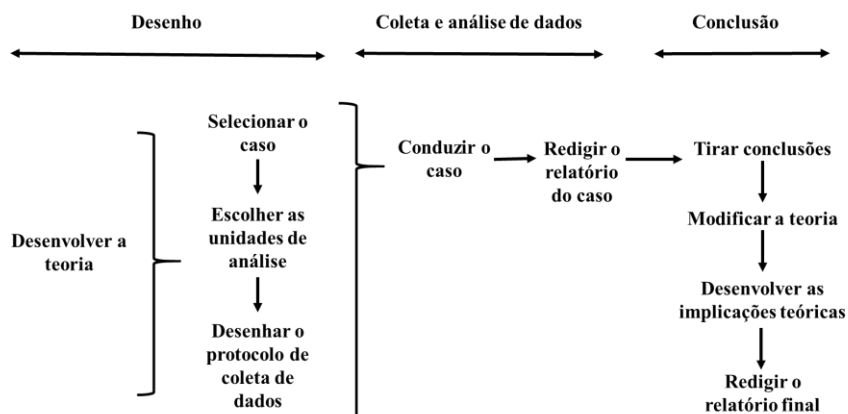 Desenho
Coleta e análise de dados
Conclusão
Desenvolver a
teoria
Selecionar o
caso
Escolher as
unidades de
análise
Desenhar o
protocolo de
coleta de
dados
Conduzir o
caso
Redigir o
relatório
do caso
Tirar conclusões
Modificar a teoria
Desenvolver as
implicações teóricas
Redigir o
relatório final